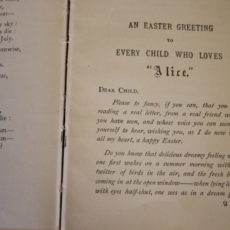 sky:
die
July.
AN EASTER GREETING
TO
EVERY CHILD WHO LOVES
"Alice."
DEAR CHILD,
Please to fancy, if you can, that you
reading a real letter, from a real friend w
you have seen, and whose voice you can seem
yourself to hear, wishing you, as I do now
all my heart, a happy Easter.
Do you know that delicious dreamy feeling
one first wakes on a summer morning, with
twitter of birds in the air, and the fresh b
coming in at the open window—when, lying l
with eyes half-shut, one sees as in a dream g